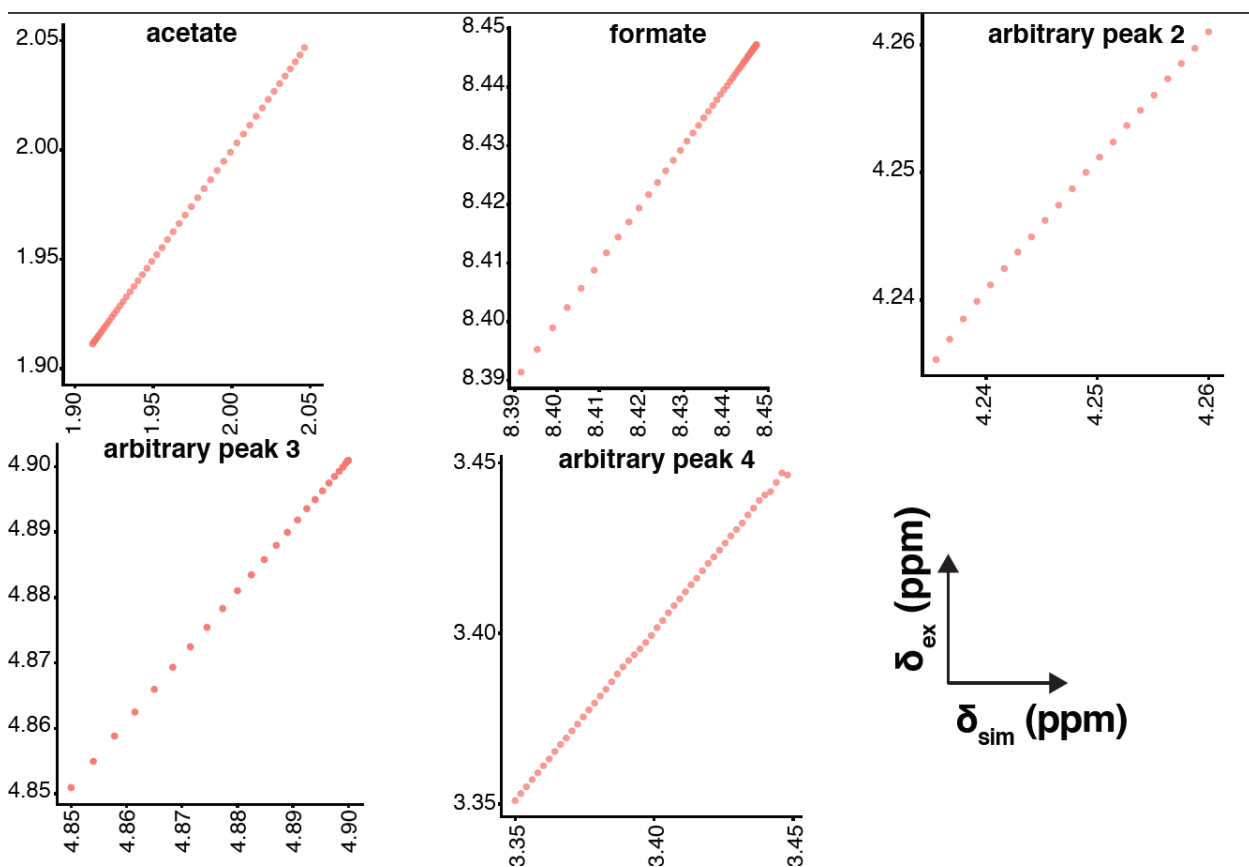 acetate
2.05
2.00
1.95
1.90
1.90 1.95 2.00 2.05
formate
8.45
8.44
8.43
8.42
8.41
8.40
8.39
8.39 8.40 8.41 8.42 8.43 8.44 8.45
arbitrary peak 2
4.26
4.25
4.24
4.24 4.25 4.26
arbitrary peak 3
4.90
4.89
4.88
4.87
4.86
4.85
4.85 4.86 4.87 4.88 4.89 4.90
arbitrary peak 4
3.45
3.40
3.35
3.35 3.40 3.45
δex (ppm)
δsim (ppm)